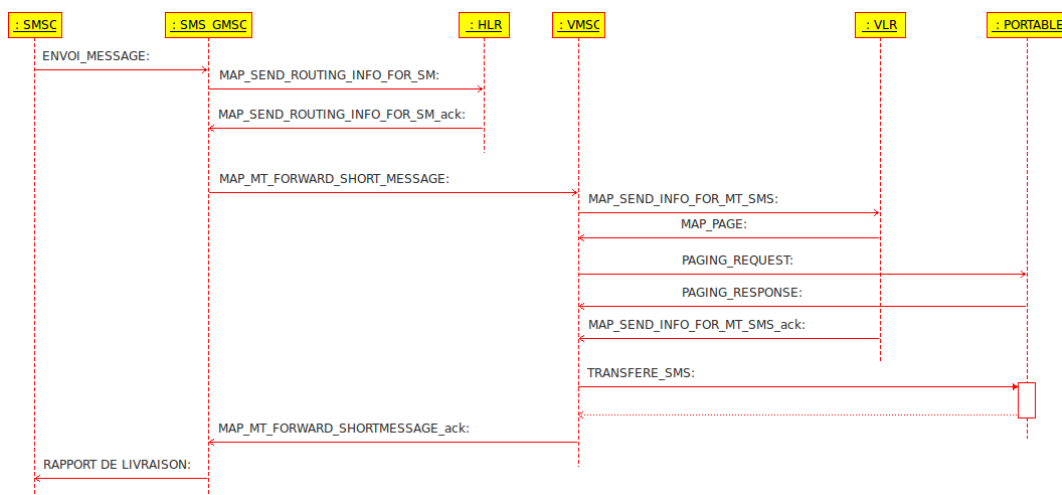 : SMSC
: SMS_GMSC
: HLR
: VMSC
: VLR
: PORTABLE
ENVOI_MESSAGE:
MAP_SEND_ROUTING_INFO_FOR_SM:
MAP_SEND_ROUTING_INFO_FOR_SM_ack:
MAP_MT_FORWARD_SHORT_MESSAGE:
MAP_SEND_INFO_FOR_MT_SMS:
MAP_PAGE:
PAGING_REQUEST:
PAGING_RESPONSE:
MAP_SEND_INFO_FOR_MT_SMS_ack:
TRANSFERE_SMS:
MAP_MT_FORWARD_SHORTMESSAGE_ack:
RAPPORT DE LIVRAISON: